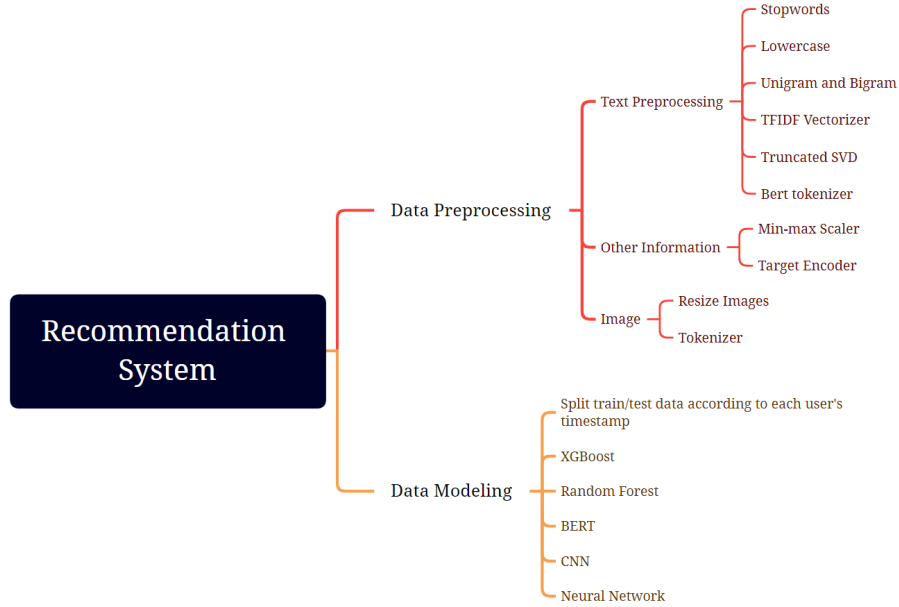 Recommendation
System
Data Preprocessing
Text Preprocessing
Stopwords
Lowercase
Unigram and Bigram
TFIDF Vectorizer
Truncated SVD
Bert tokenizer
Other Information
Min-max Scaler
Target Encoder
Image
Resize Images
Tokenizer
Data Modeling
Split train/test data according to each user's
timestamp
XGBoost
Random Forest
BERT
CNN
Neural Network